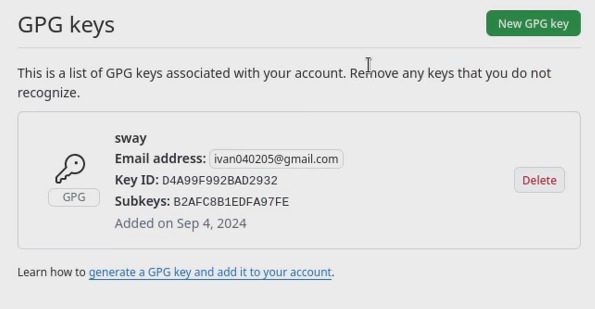 GPG keys
New GPG key
This is a list of GPG keys associated with your account. Remove any keys that you do not
recognize.
sway
Email address: ivan040205@gmail.com
Key ID: D4A99F992BAD2932
Subkeys: B2AFC8B1EDFA97FE
Added on Sep 4, 2024
GPG
Delete
Learn how to generate a GPG key and add it to your account.